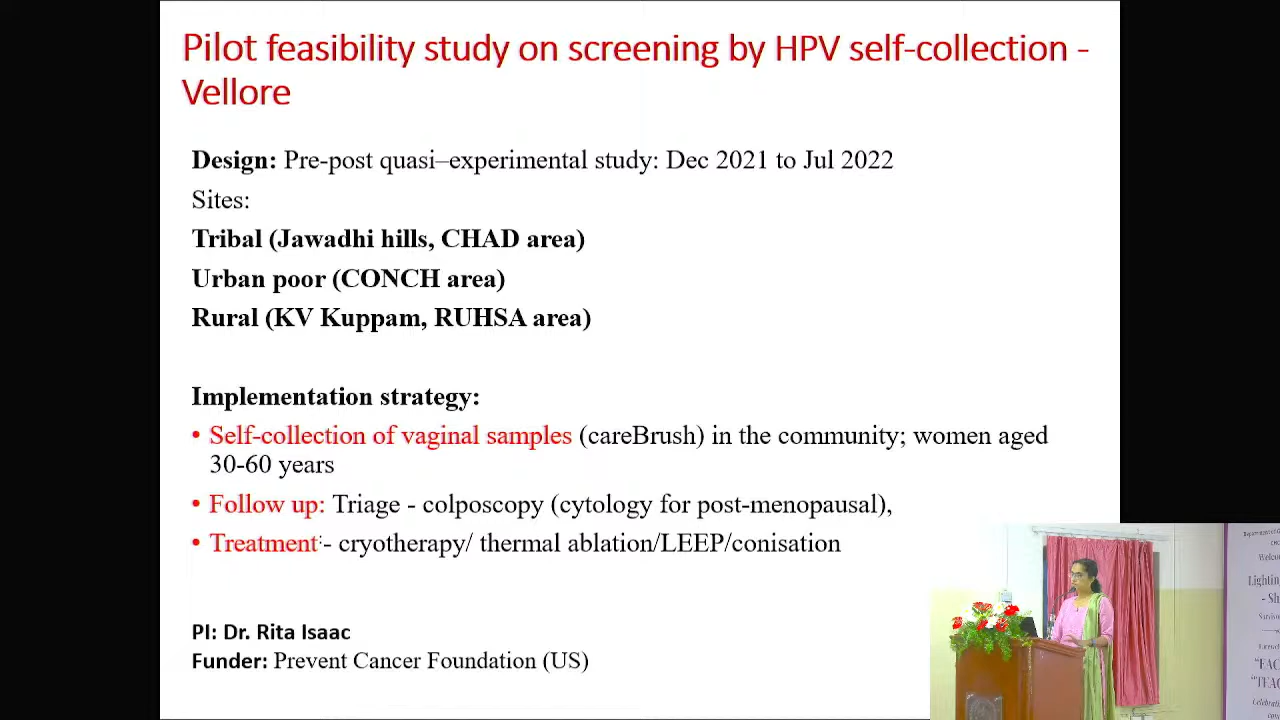 Pilot feasibility study on screening by HPV self-collection -
Vellore
Design: Pre-post quasi–experimental study: Dec 2021 to Jul 2022
Sites:
Tribal (Jawadhi hills, CHAD area)
Urban poor (CONCH area)
Rural (KV Kuppam, RUHSA area)
Implementation strategy:
• Self-collection of vaginal samples (careBrush) in the community; women aged
30-60 years
• Follow up: Triage - colposcopy (cytology for post-menopausal),
• Treatment:- cryotherapy/ thermal ablation/LEEP/conisation
PI: Dr. Rita Isaac
Funder: Prevent Cancer Foundation (US)
Lighting